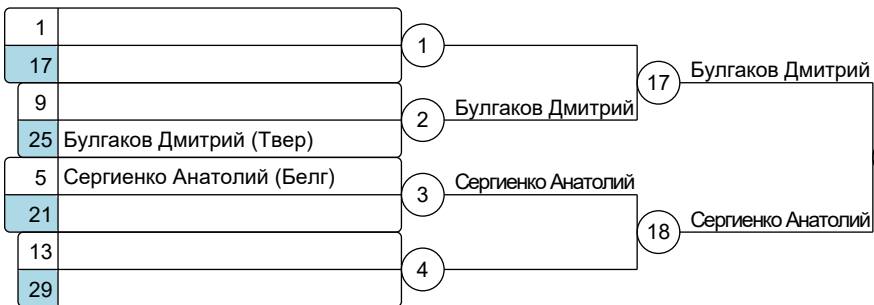 1
17
1
9
25 Булгаков Дмитрий (Твер)
2
Булгаков Дмитрий
17
Булгаков Дмитрий
5 Сергиенко Анатолий (Белг)
21
3
Сергиенко Анатолий
13
29
4
18
Сергиенко Анатолий